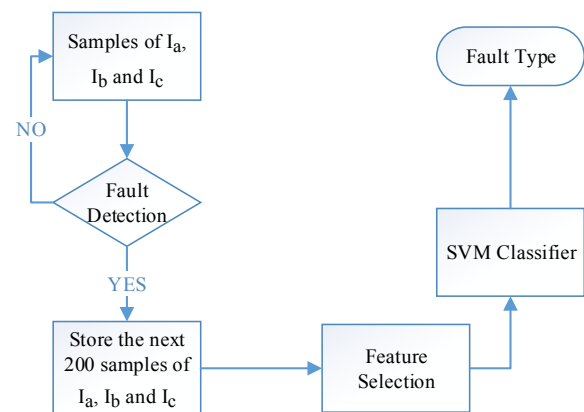 Samples of Ia,
Ib and Ic
NO
Fault
Detection
YES
Store the next
200 samples of
Ia, Ib and Ic
Feature
Selection
SVM Classifier
Fault Type